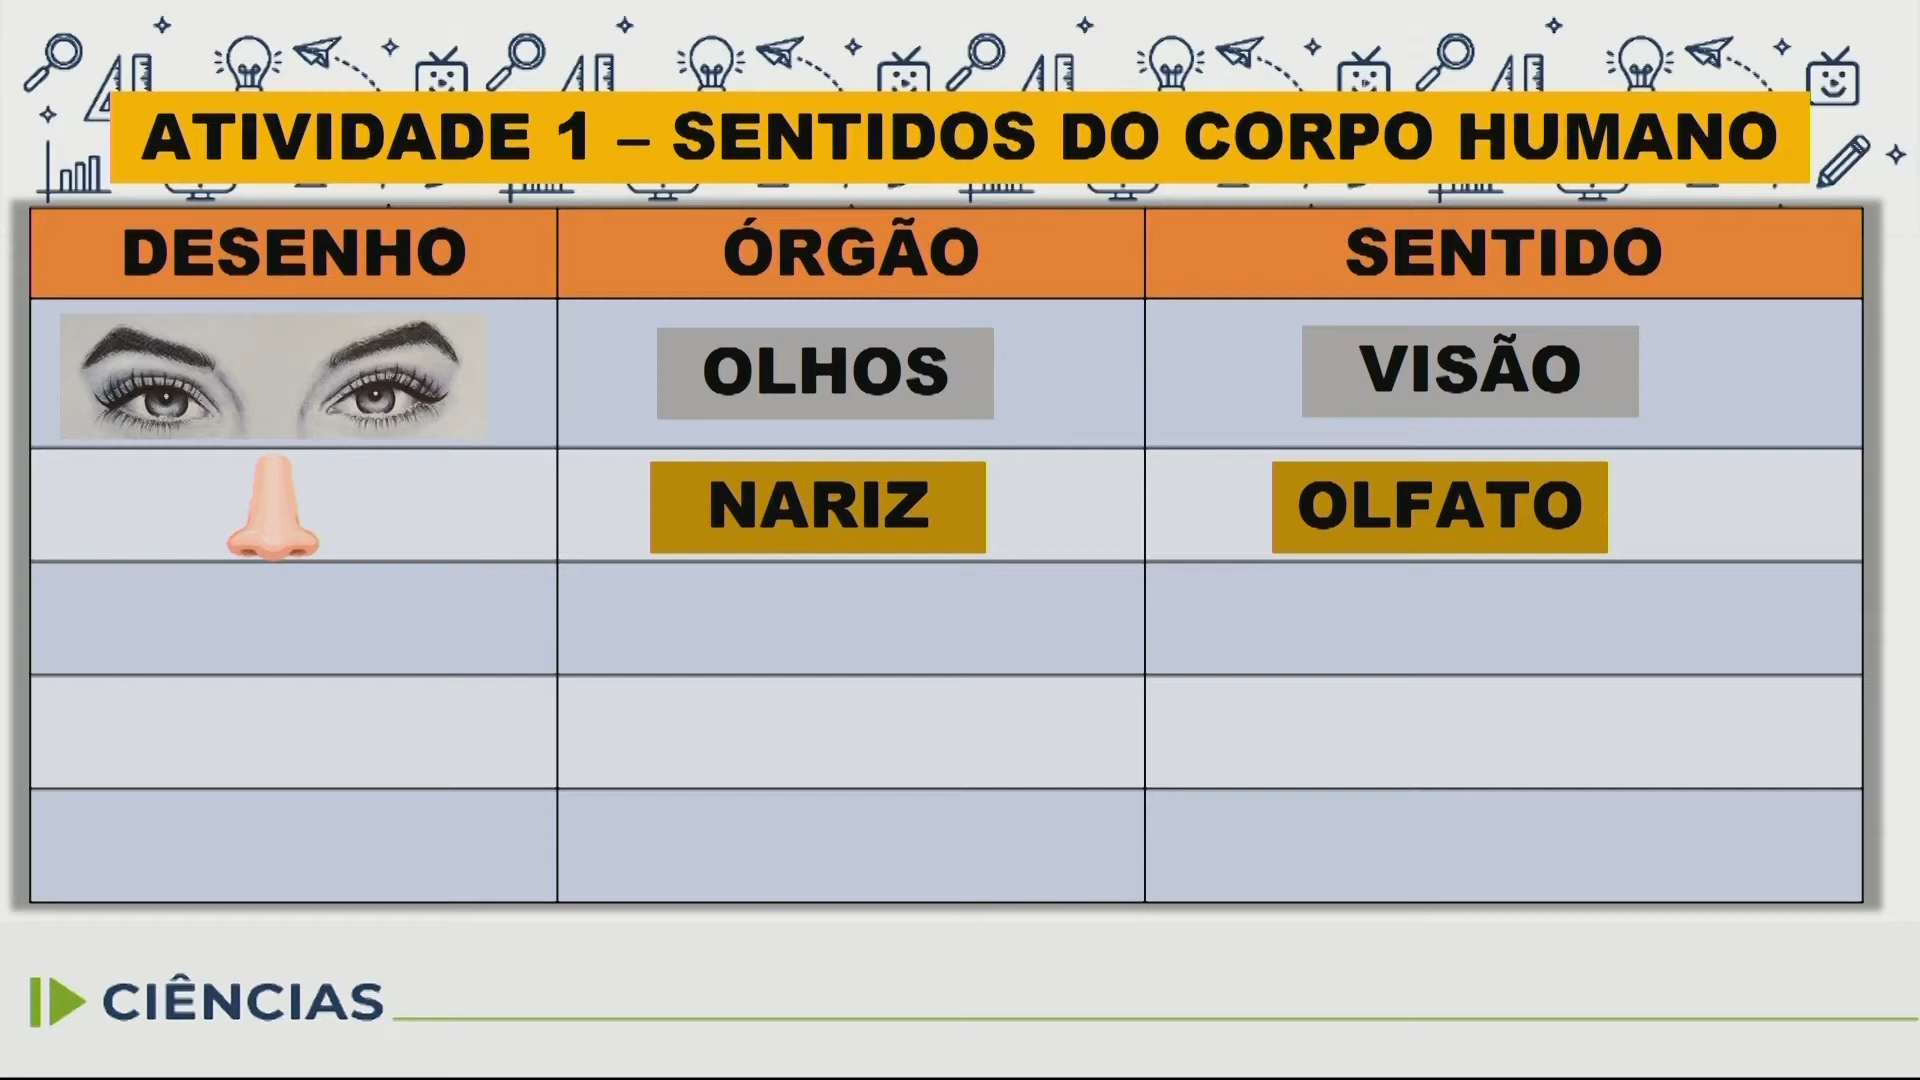 ATIVIDADE 1 – SENTIDOS DO CORPO HUMANO
DESENHO ÓRGÃO SENTIDO
OLHOS VISÃO
NARIZ OLFATO
CIÊNCIAS